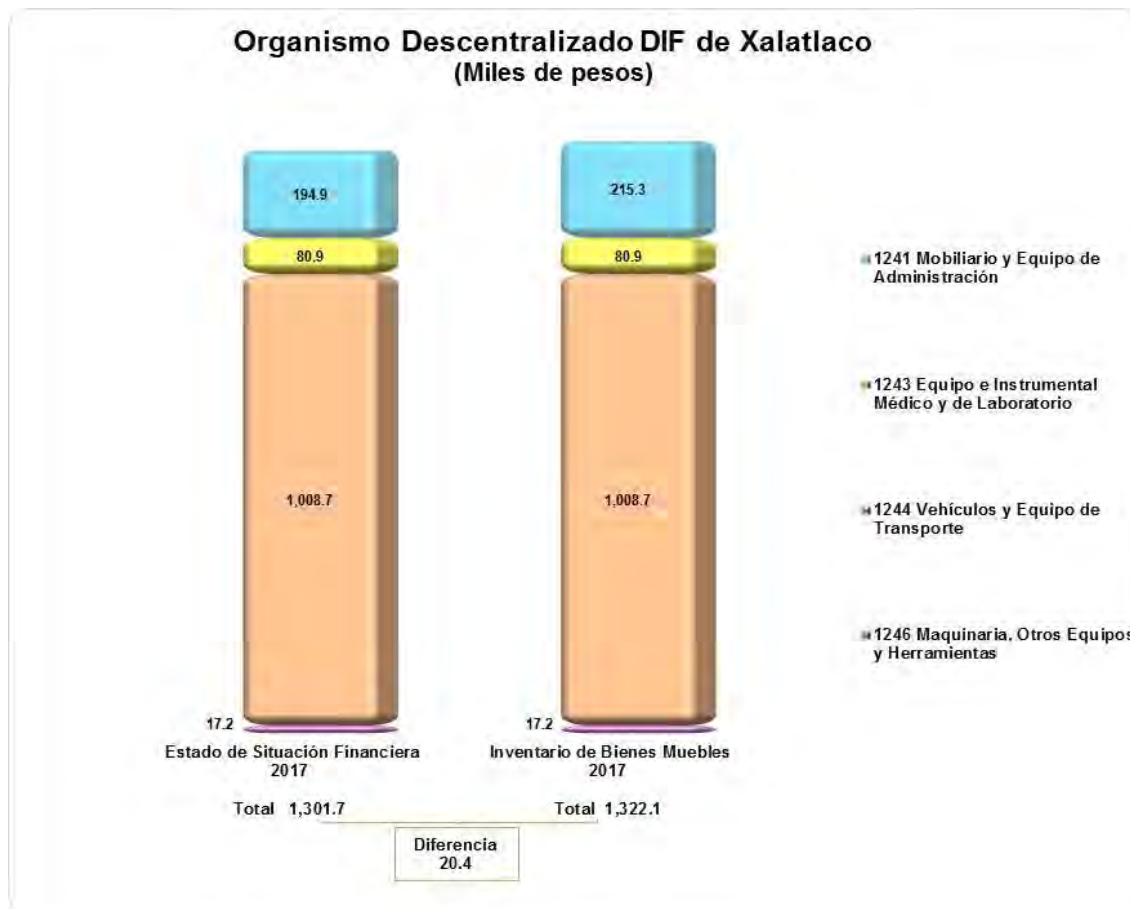 Organismo Descentralizado DIF de Xalatlaco
(Miles de pesos)
194.9
215.3
80.9
80.9
1241 Mobiliario y Equipo de
Administración
1243 Equipo e Instrumental
Médico y de Laboratorio
1,008.7
1,008.7
1244 Vehículos y Equipo de
Transporte
1246 Maquinaria, Otros Equipos
y Herramientas
17.2
17.2
Estado de Situación Financiera
2017
Inventario de Bienes Muebles
2017
Total 1,301.7
Total 1,322.1
Diferencia
20.4